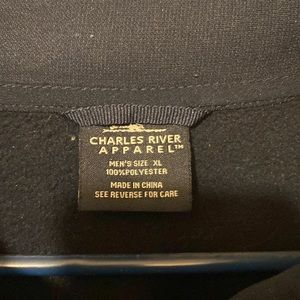 CHARLES RIVER
APPAREL™
MEN'S SIZE XL
100% POLYESTER
MADE IN CHINA
SEE REVERSE FOR CARE